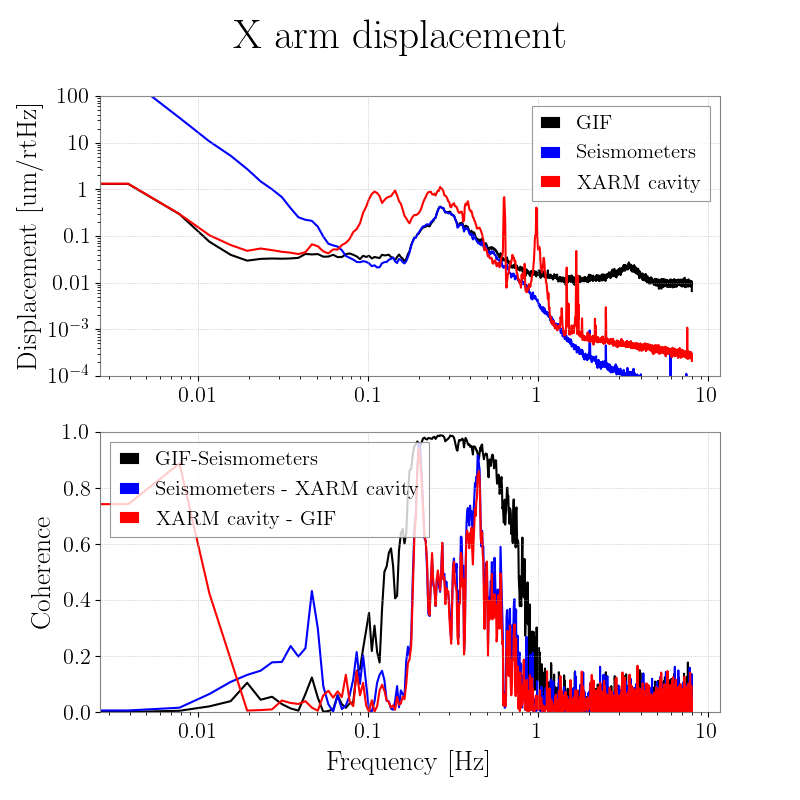 X arm displacement
Displacement [um/rtHz]
100
10
1
0.1
0.01
10⁻³
10⁻⁴
GIF
Seismometers
XARM cavity
0.01 0.1 1 10
Coherence
1.0
0.8
0.6
0.4
0.2
0.0
GIF-Seismometers
Seismometers - XARM cavity
XARM cavity - GIF
0.01 0.1 1 10
Frequency [Hz]